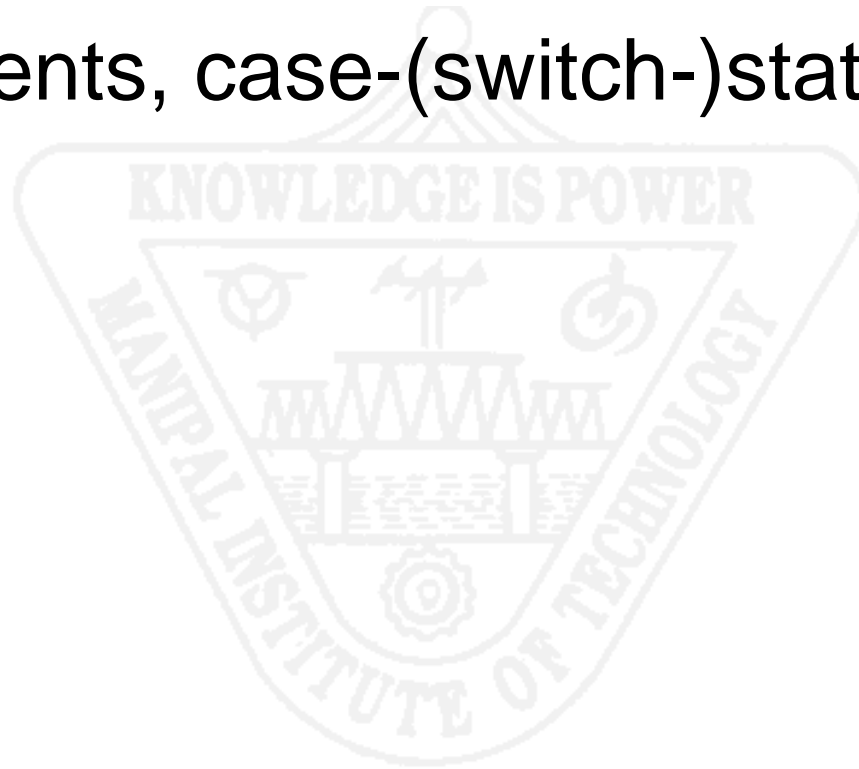 ents, case-(switch-)stat
KNOWLEDGE IS POWER
MANIPAL INSTITUTE OF TECHNOLOGY